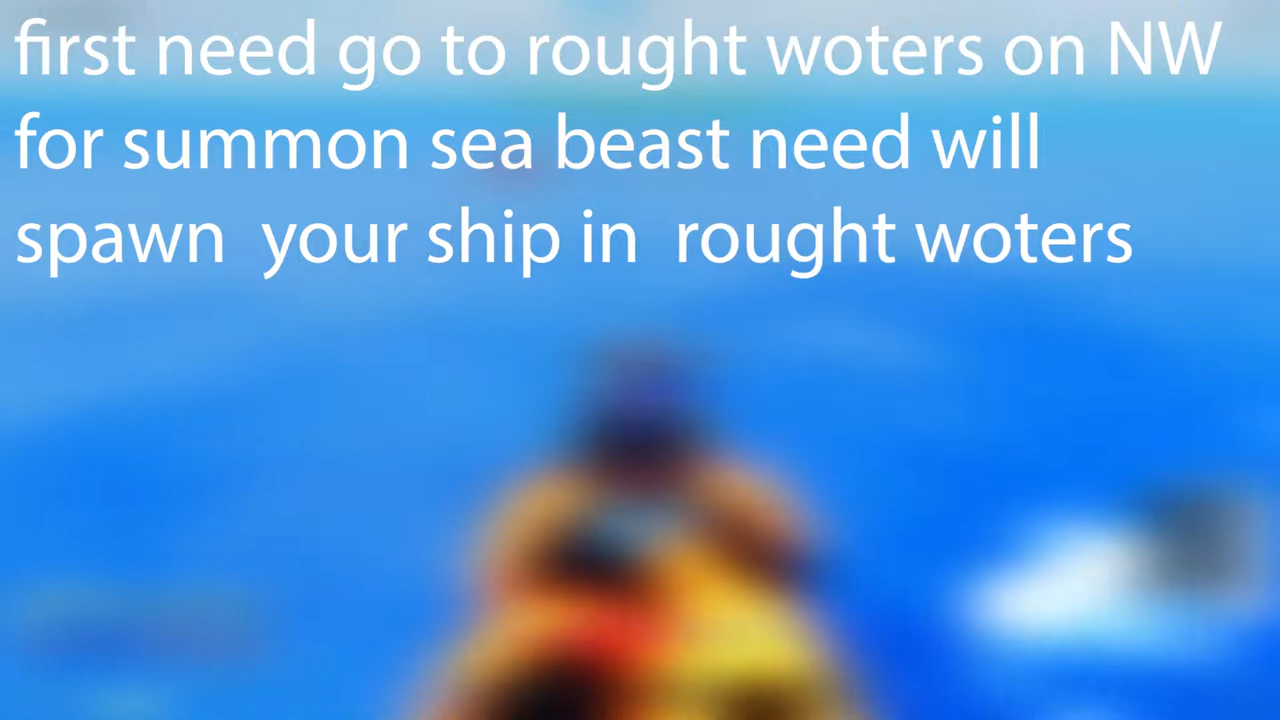 first need go to rought woters on NW
for summon sea beast need will
spawn  your ship in  rought woters